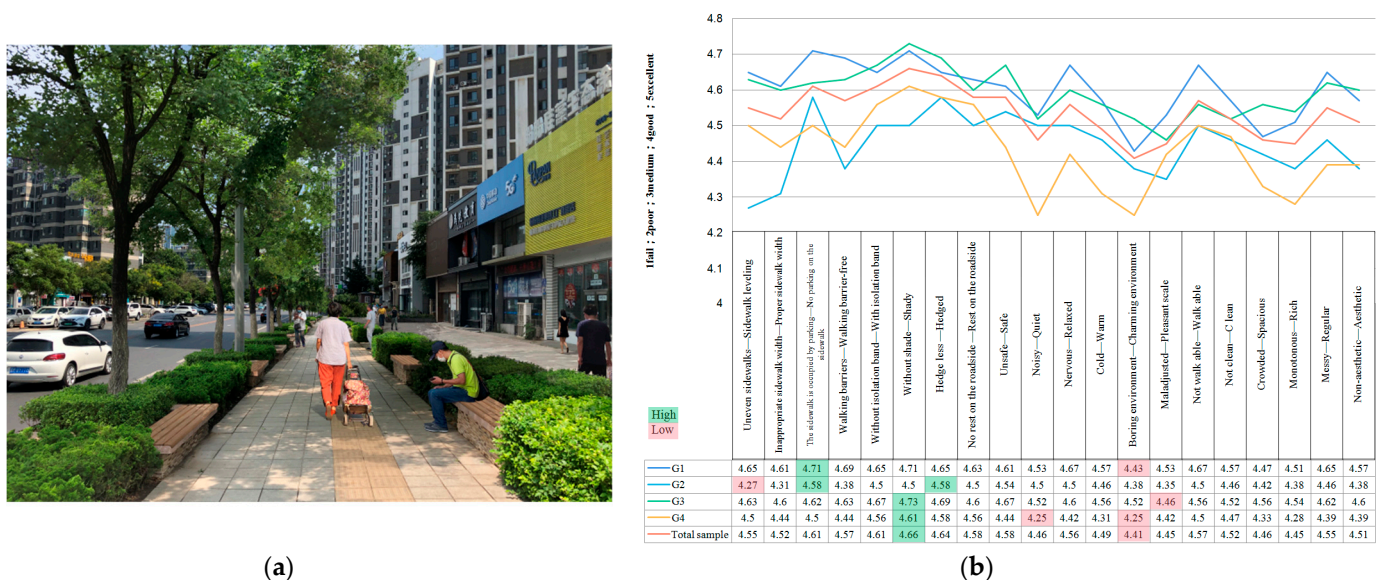 4.8
4.7
4.6
4.5
4.4
4.3
4.2
4.1
4
1fail ; 2poor ; 3medium ; 4good ; 5excellent
High
Low
Uneven sidewalks—Sidewalk leveling
Inappropriate sidewalk width—Proper sidewalk width
The sidewalk is occupied by parking—No parking on the
sidewalk
Walking barriers—Walking barrier-free
Without isolation band—With isolation band
Without shade—Shady
Hedge less —Hedged
No rest on the roadside —Rest on the roadside
Unsafe—Safe
Noisy—Quiet
Nervous—Relaxed
Cold—Warm
Boring environment—Charming environment
Maladjusted—Pleasant scale
Not walk able—Walk able
Not clean—C lean
Crowded—Spacious
Monotonous—Rich
Messy—Regular
Non-aesthetic—Aesthetic
G1 4.65 4.61 4.71 4.69 4.65 4.71 4.65 4.63 4.61 4.53 4.67 4.57 4.43 4.53 4.67 4.57 4.47 4.51 4.65 4.57
G2 4.27 4.31 4.58 4.38 4.5 4.5 4.58 4.5 4.54 4.5 4.5 4.46 4.38 4.35 4.5 4.46 4.42 4.38 4.46 4.38
G3 4.63 4.6 4.62 4.63 4.67 4.73 4.69 4.6 4.67 4.52 4.6 4.56 4.52 4.46 4.56 4.52 4.56 4.54 4.62 4.6
G4 4.5 4.44 4.5 4.44 4.56 4.61 4.58 4.56 4.44 4.25 4.42 4.31 4.25 4.42 4.5 4.47 4.33 4.28 4.39 4.39
Total sample 4.55 4.52 4.61 4.57 4.61 4.66 4.64 4.58 4.58 4.46 4.56 4.49 4.41 4.45 4.57 4.52 4.46 4.45 4.55 4.51
(a)
(b)